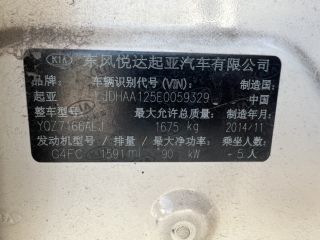 KIA 东风悦达起亚汽车有限公司 KIA
品牌: 车辆识别代号(VIN): 制造国:
起亚 JDHAA125E0059329 中国
整车型号: 最大允许总质量: 制造年月:
YQZ7166AEJ 1675 kg 2014/11
发动机型号 / 排量 / 最大净功率: 乘坐人数:
G4FC 1591 ml 90 kW - 5人